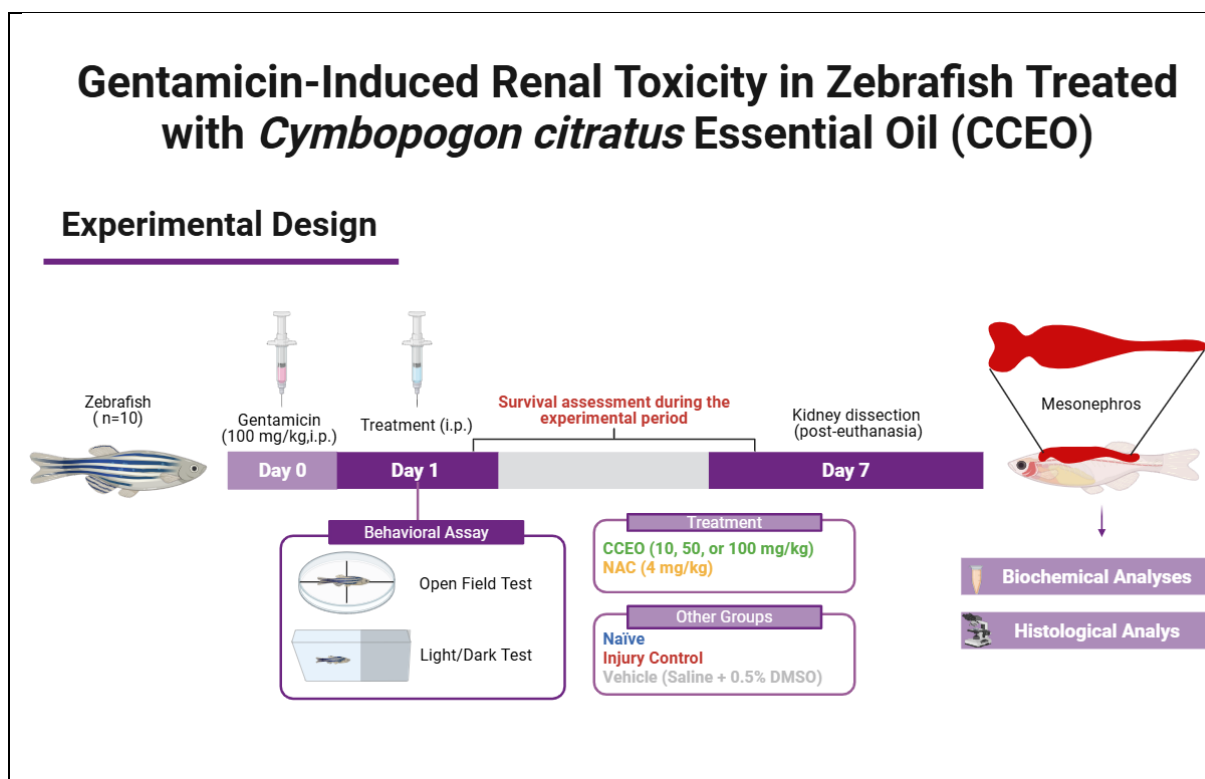 Gentamicin-Induced Renal Toxicity in Zebrafish Treated
with Cymbopogon citratus Essential Oil (CCEO)
Experimental Design
Zebrafish
( n=10)
Gentamicin
(100 mg/kg,i.p.)
Treatment (i.p.)
Survival assessment during the
experimental period
Kidney dissection
(post-euthanasia)
Mesonephros
Day 0
Day 1
Day 7
Behavioral Assay
Open Field Test
Light/Dark Test
Treatment
CCEO (10, 50, or 100 mg/kg)
NAC (4 mg/kg)
Other Groups
Naïve
Injury Control
Vehicle (Saline + 0.5% DMSO)
Biochemical Analyses
Histological Analys